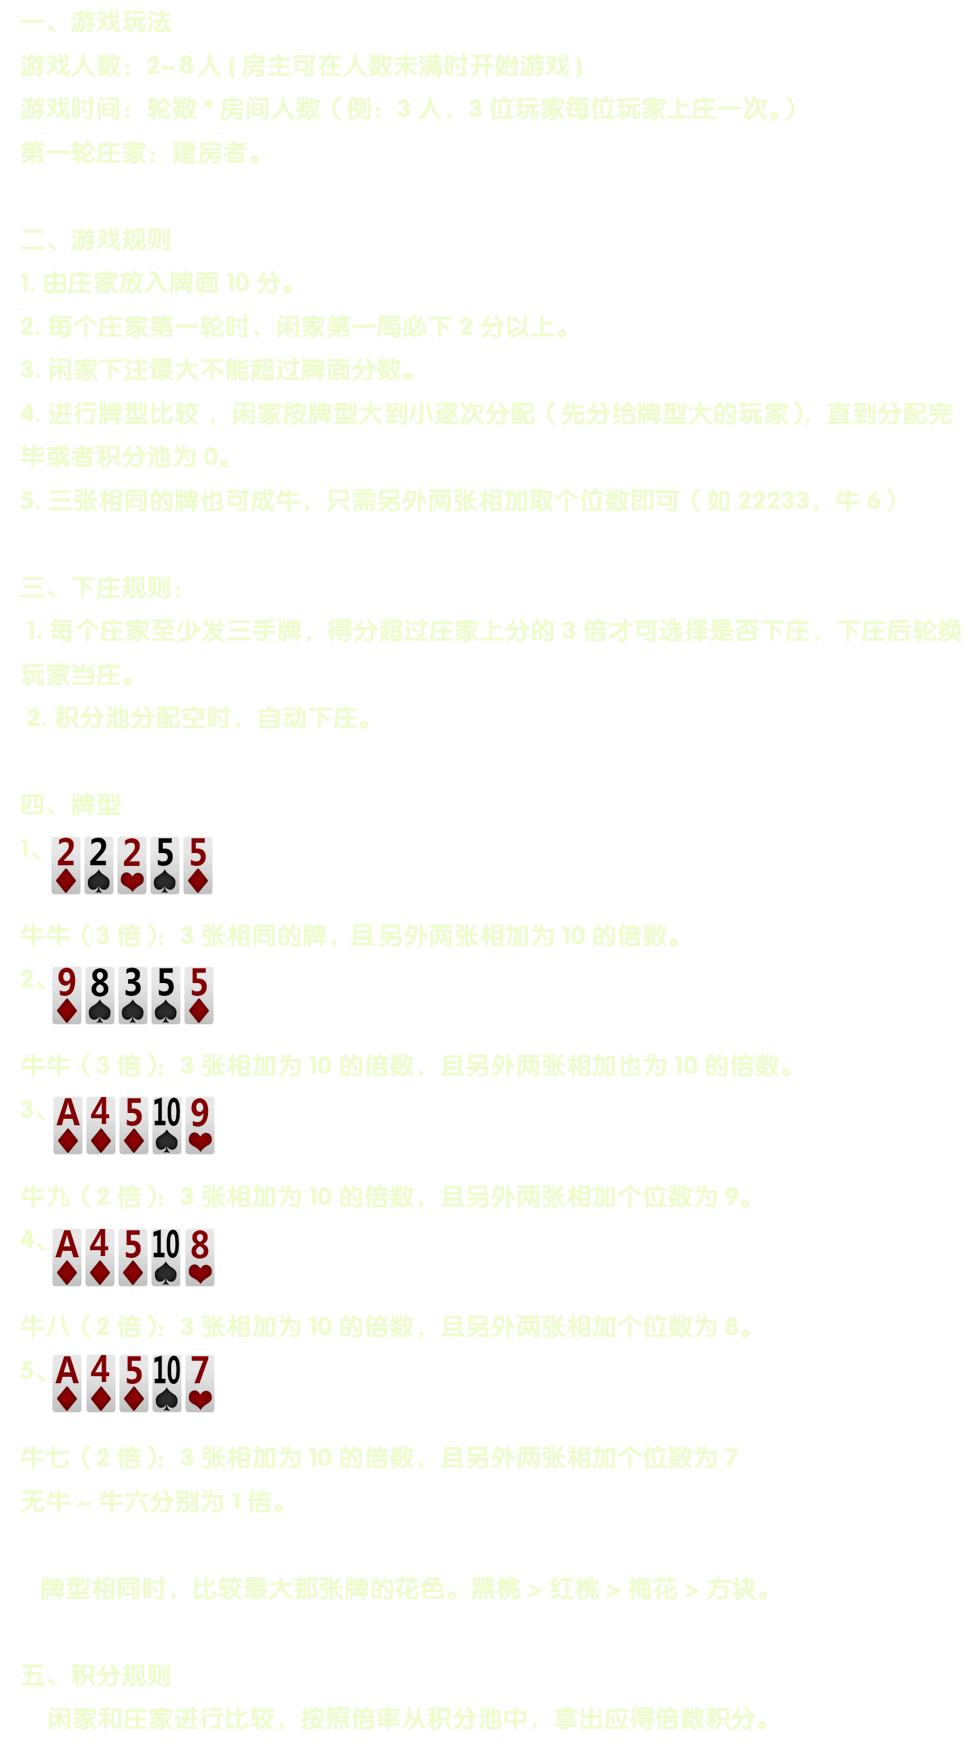 一、游戏玩法
游戏人数：2~8人(房主可在人数未满时开始游戏)
游戏时间：轮数*房间人数（例：3人，3位玩家每位玩家上庄一次。）
第一轮庄家：建房者。
二、游戏规则
1.由庄家放入牌面10分。
2.每个庄家第一轮时，闲家第一局必下2分以上。
3.闲家下注最大不能超过牌面分数。
4.进行牌型比较，闲家按牌型大到小逐次分配（先分给牌型大的玩家），直到分配完
毕或者积分池为0。
5.三张相同的牌也可成牛，只需另外两张相加取个位数即可（如22233，牛6）
三、下庄规则：
1.每个庄家至少发三手牌，得分超过庄家上分的3倍才可选择是否下庄，下庄后轮换
玩家当庄。
2.积分池分配空时，自动下庄。
四、牌型
1、2 2 2 5 5
牛牛（3倍）：3张相同的牌，且另外两张相加为10的倍数。
2、9 8 3 5 5
牛牛（3倍）：3张相加为10的倍数，且另外两张相加也为10的倍数。
3、A 4 5 10 9
牛九（2倍）：3张相加为10的倍数，且另外两张相加个位数为9。
4、A 4 5 10 8
牛八（2倍）：3张相加为10的倍数，且另外两张相加个位数为8。
5、A 4 5 10 7
牛七（2倍）：3张相加为10的倍数，且另外两张相加个位数为7
无牛~牛六分别为1倍。
牌型相同时，比较最大那张牌的花色。黑桃>红桃>梅花>方块。
五、积分规则
闲家和庄家进行比较，按照倍率从积分池中，拿出应得倍数积分。